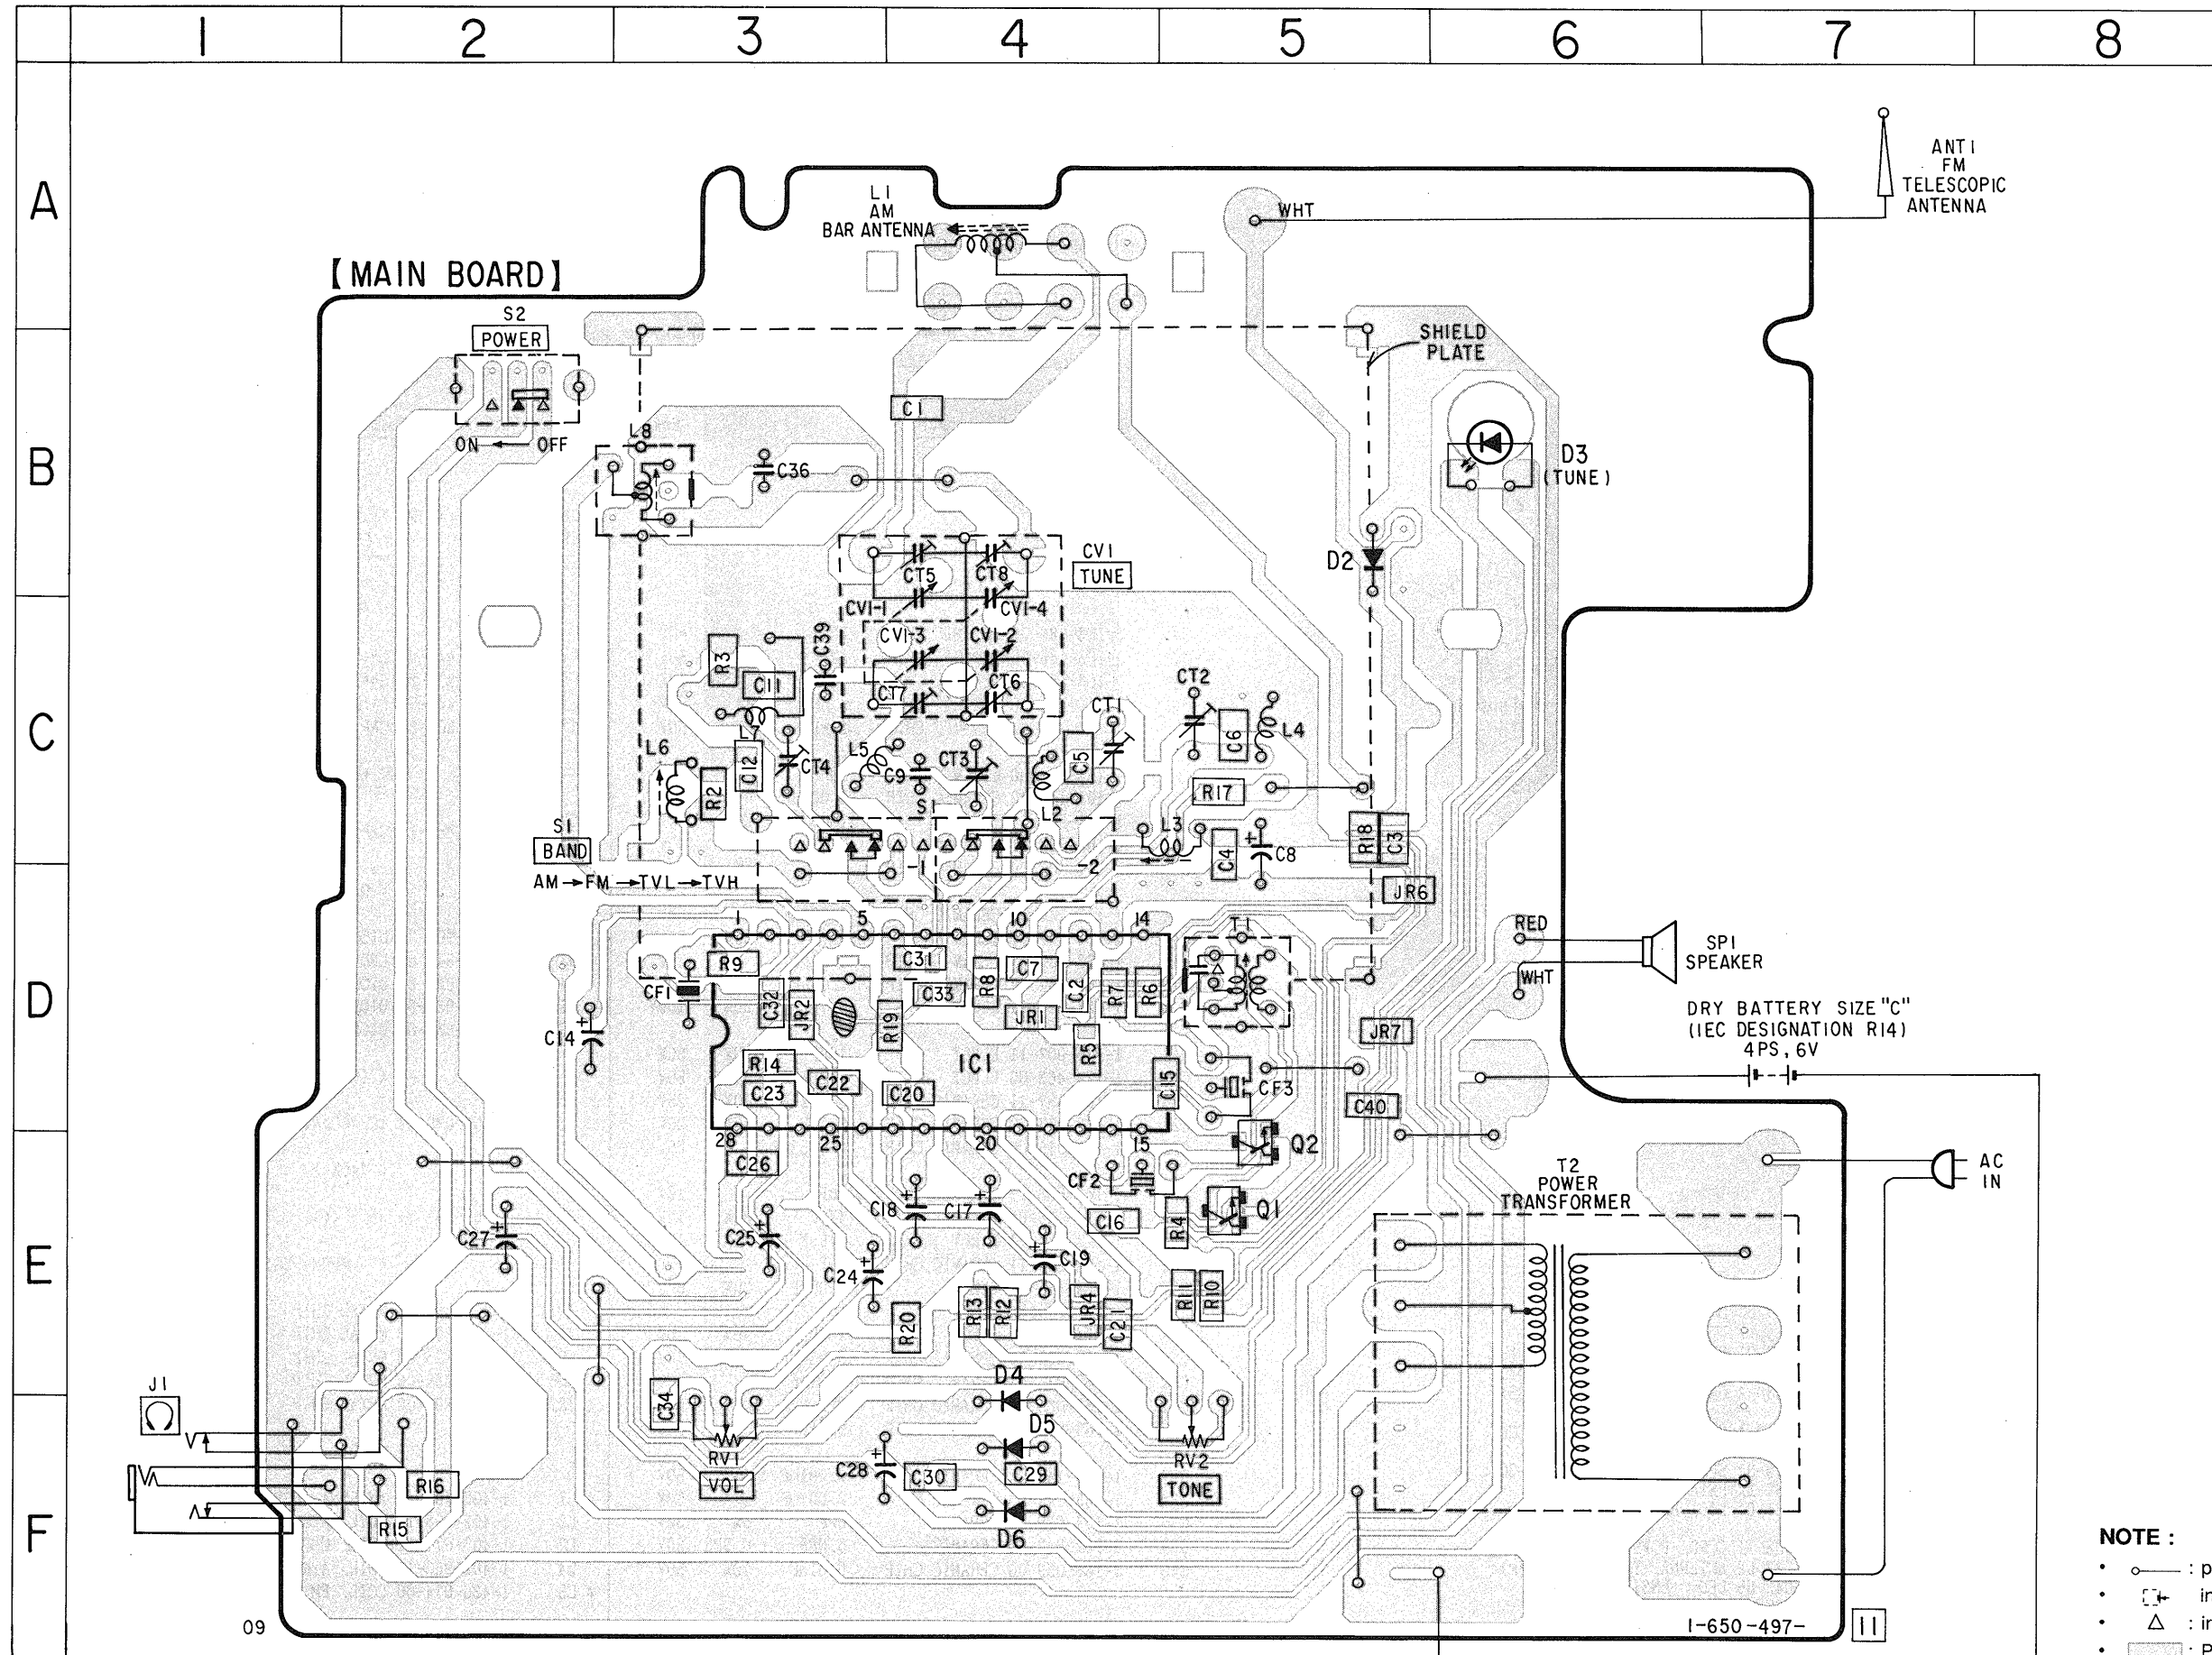 1 2 3 4 5 6 7 8
A
B
C
D
E
F
【MAIN BOARD】
L1
AM
BAR ANTENNA
WHT
ANT1
FM
TELESCOPIC
ANTENNA
S2
POWER
ON OFF
SHIELD
PLATE
C1
L8
C36
D3
(TUNE)
D2
CV1
TUNE
CT5 CT8
CV1-1 CV1-4
CV1-3 CV1-2
CT7 CT6
C39
R3
C11
L7
L6
R2
C12
CT4
L5
C9
CT3
S1
L2
C5
CT1
CT2
C6
L4
R17
L3
C4
C8
R18
C3
JR6
S1
BAND
AM→FM→TVL→TVH
-1
-2
1 5 10 14
T1
RED
WHT
SP1
SPEAKER
DRY BATTERY SIZE "C"
(IEC DESIGNATION R14)
4PS, 6V
R9
CF1
C14
C32
JR2
R19
C31
C33
R8
C7
JR1
C2
R7
R6
R5
IC1
R14
C23
C22
C20
C15
CF3
JR7
C40
28 25 20 15
Q2
C26
CF2
Q1
C16
R4
C27
C25
C18
C17
C24
C19
R20
R13
R12
JR4
C21
R11
R10
T2
POWER
TRANSFORMER
AC
IN
J1
C34
RV1
VOL
D4
D5
C28
C30
C29
D6
RV2
TONE
R16
R15
09
1-650-497-
11
NOTE :
• : p
• in
• : in
• : P